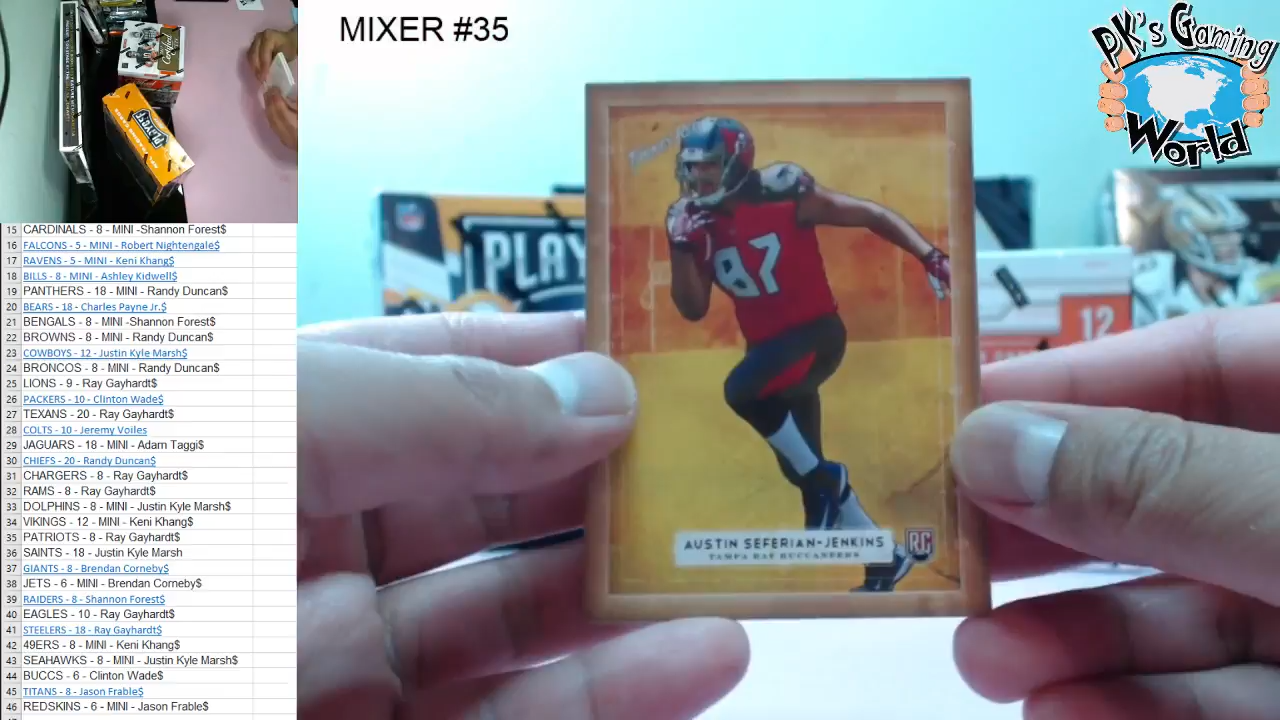 MIXER #35
PK's Gaming
World
Certified
PLAYOFF
15 CARDINALS - 8 - MINI -Shannon Forest$
16 FALCONS - 5 - MINI - Robert Nightengale$
17 RAVENS - 5 - MINI - Keni Khang$
18 BILLS - 8 - MINI - Ashley Kidwell$
19 PANTHERS - 18 - MINI - Randy Duncan$
20 BEARS - 18 - Charles Payne Jr.$
21 BENGALS - 8 - MINI -Shannon Forest$
22 BROWNS - 8 - MINI - Randy Duncan$
23 COWBOYS - 12 - Justin Kyle Marsh$
24 BRONCOS - 8 - MINI - Randy Duncan$
25 LIONS - 9 - Ray Gayhardt$
26 PACKERS - 10 - Clinton Wade$
27 TEXANS - 20 - Ray Gayhardt$
28 COLTS - 10 - Jeremy Voiles
29 JAGUARS - 18 - MINI - Adam Taggi$
30 CHIEFS - 20 - Randy Duncan$
31 CHARGERS - 8 - Ray Gayhardt$
32 RAMS - 8 - Ray Gayhardt$
33 DOLPHINS - 8 - MINI - Justin Kyle Marsh$
34 VIKINGS - 12 - MINI - Keni Khang$
35 PATRIOTS - 8 - Ray Gayhardt$
36 SAINTS - 18 - Justin Kyle Marsh
37 GIANTS - 8 - Brendan Corneby$
38 JETS - 6 - MINI - Brendan Corneby$
39 RAIDERS - 8 - Shannon Forest$
40 EAGLES - 10 - Ray Gayhardt$
41 STEELERS - 18 - Ray Gayhardt$
42 49ERS - 8 - MINI - Keni Khang$
43 SEAHAWKS - 8 - MINI - Justin Kyle Marsh$
44 BUCCS - 6 - Clinton Wade$
45 TITANS - 8 - Jason Frable$
46 REDSKINS - 6 - MINI - Jason Frable$
NFL
PLAY
12
87
AUSTIN SEFERIAN-JENKINS
TAMPA BAY BUCCANEERS
RC